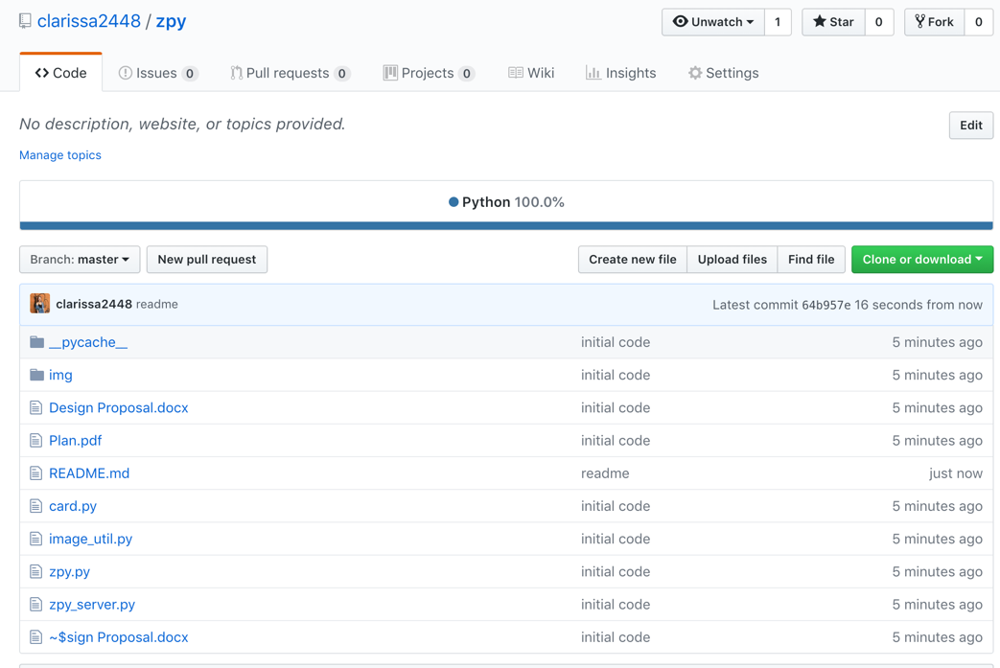 clarissa2448 / zpy Unwatch 1 Star 0 Fork 0
Code Issues 0 Pull requests 0 Projects 0 Wiki Insights Settings
No description, website, or topics provided. Edit
Manage topics
Python 100.0%
Branch: master New pull request Create new file Upload files Find file Clone or download
clarissa2448 readme Latest commit 64b957e 16 seconds from now
__pycache__ initial code 5 minutes ago
img initial code 5 minutes ago
Design Proposal.docx initial code 5 minutes ago
Plan.pdf initial code 5 minutes ago
README.md readme just now
card.py initial code 5 minutes ago
image_util.py initial code 5 minutes ago
zpy.py initial code 5 minutes ago
zpy_server.py initial code 5 minutes ago
~$sign Proposal.docx initial code 5 minutes ago